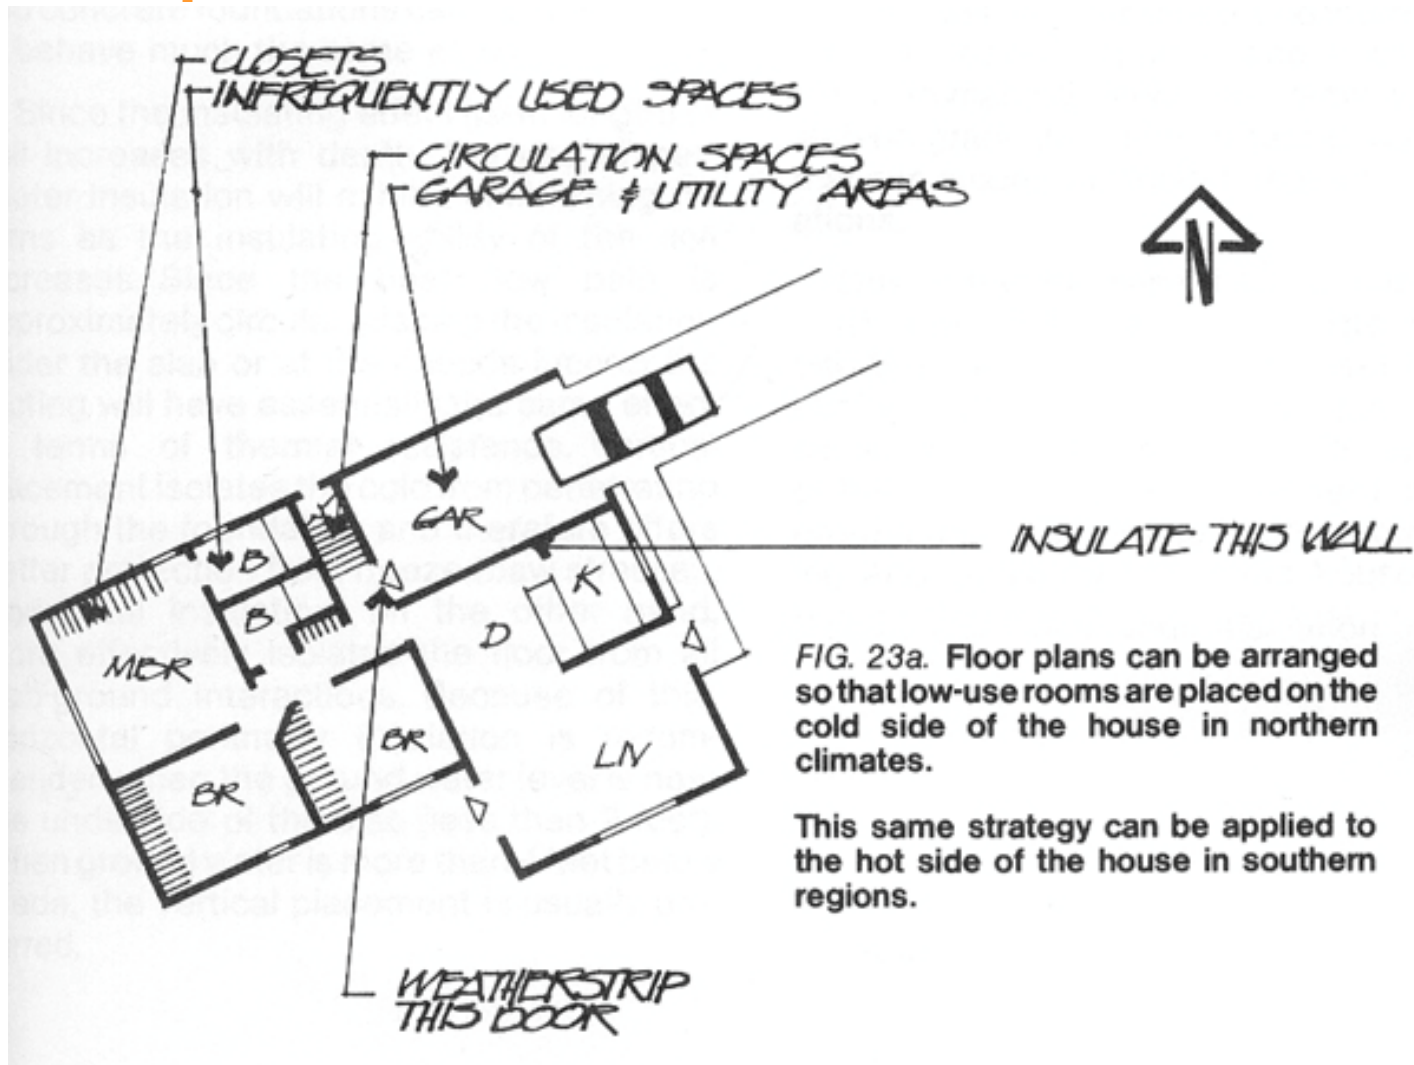 CLOSETS
INFREQUENTLY USED SPACES
CIRCULATION SPACES
GARAGE & UTILITY AREAS
N
GAR
B
B
K
D
MBR
BR
BR
LIV
INSULATE THIS WALL
FIG. 23a. Floor plans can be arranged
so that low-use rooms are placed on the
cold side of the house in northern
climates.
This same strategy can be applied to
the hot side of the house in southern
regions.
WEATHERSTRIP
THIS DOOR